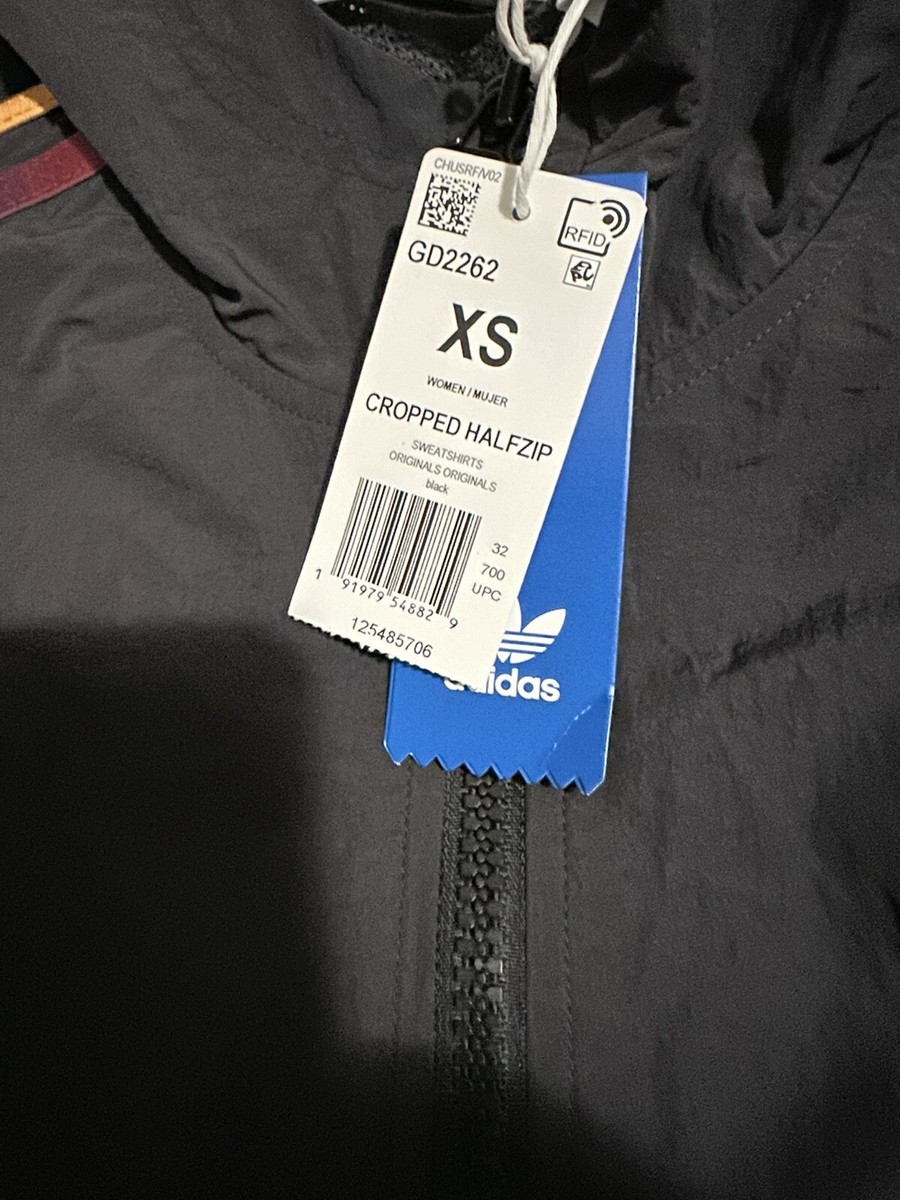 CHUSRF/V02
RFID
GD2262
XS
WOMEN / MUJER
CROPPED HALFZIP
SWEATSHIRTS
ORIGINALS ORIGINALS
black
32
700
UPC
1 91979 54882 9
125485706
adidas